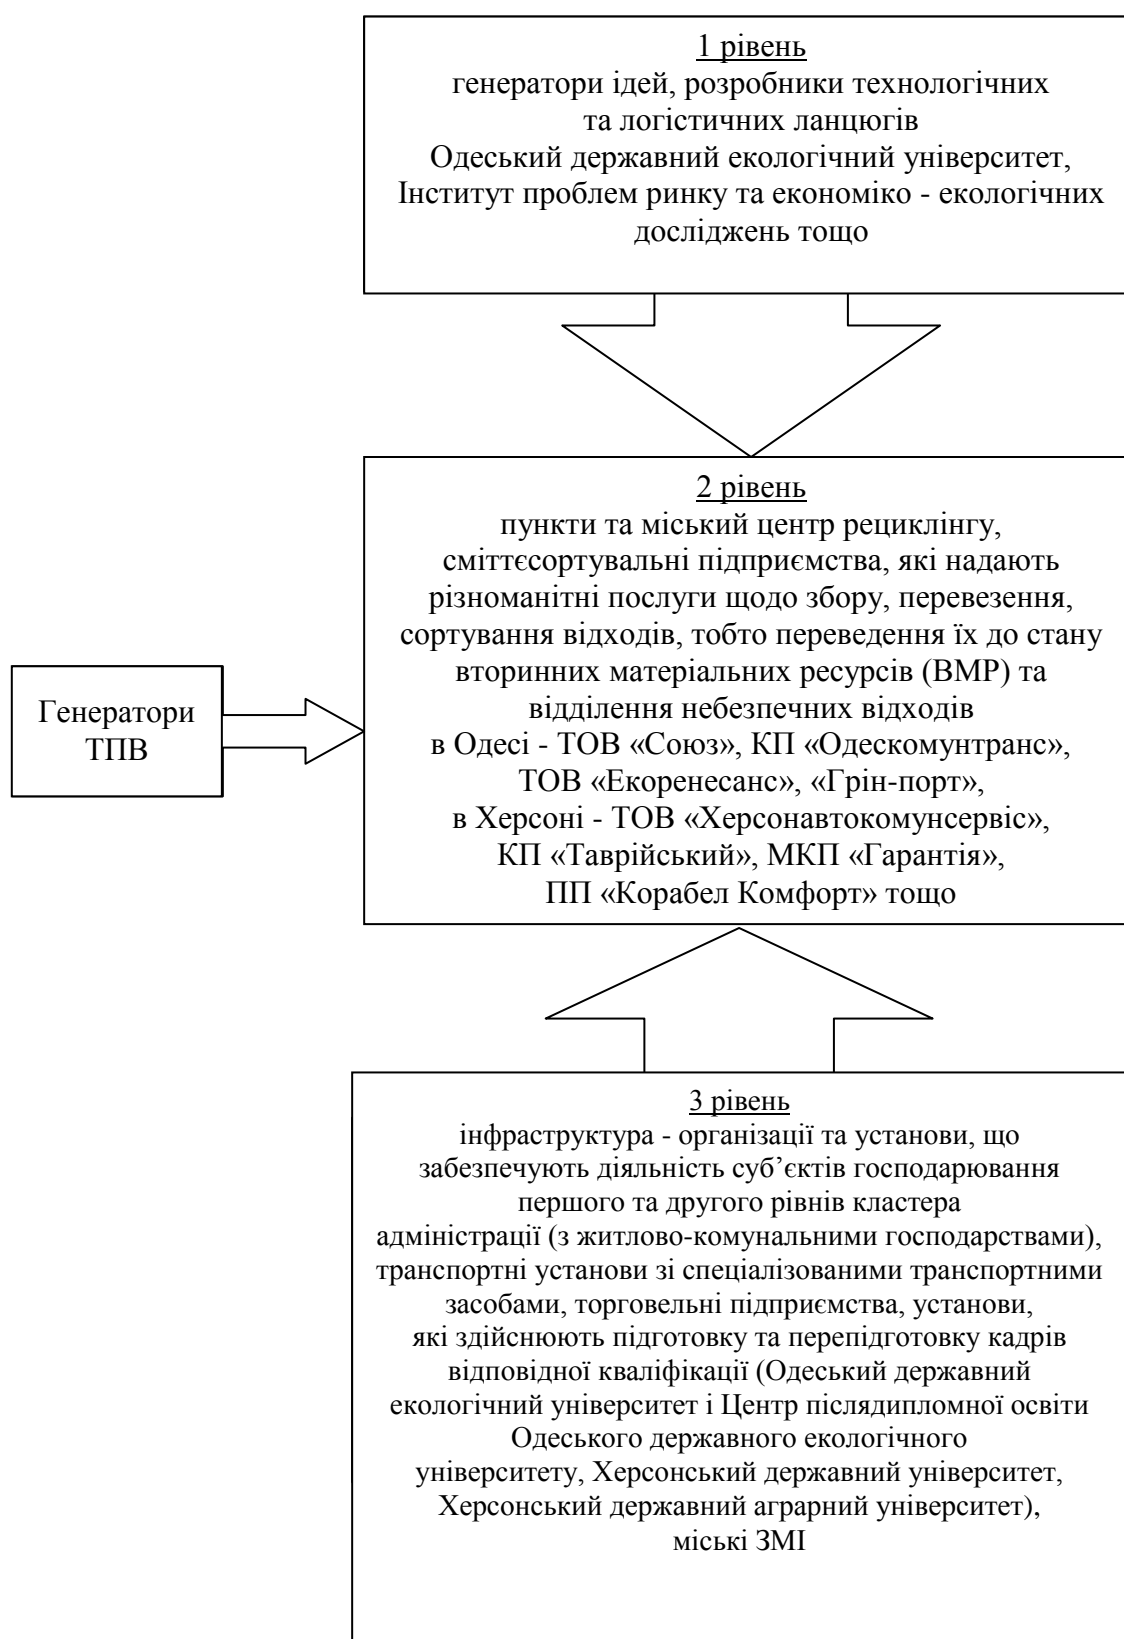 1 рівень
генератори ідей, розробники технологічних
та логістичних ланцюгів
Одеський державний екологічний університет,
Інститут проблем ринку та економіко - екологічних
досліджень тощо
2 рівень
пункти та міський центр рециклінгу,
сміттєсортувальні підприємства, які надають
різноманітні послуги щодо збору, перевезення,
сортування відходів, тобто переведення їх до стану
вторинних матеріальних ресурсів (ВМР) та
відділення небезпечних відходів
в Одесі - ТОВ «Союз», КП «Одескомунтранс»,
ТОВ «Екоренесанс», «Грін-порт»,
в Херсоні - ТОВ «Херсонавтокомунсервіс»,
КП «Таврійський», МКП «Гарантія»,
ПП «Корабел Комфорт» тощо
Генератори
ТПВ
3 рівень
інфраструктура - організації та установи, що
забезпечують діяльність суб’єктів господарювання
першого та другого рівнів кластера
адміністрації (з житлово-комунальними господарствами),
транспортні установи зі спеціалізованими транспортними
засобами, торговельні підприємства, установи,
які здійснюють підготовку та перепідготовку кадрів
відповідної кваліфікації (Одеський державний
екологічний університет і Центр післядипломної освіти
Одеського державного екологічного
університету, Херсонський державний університет,
Херсонський державний аграрний університет),
міські ЗМІ